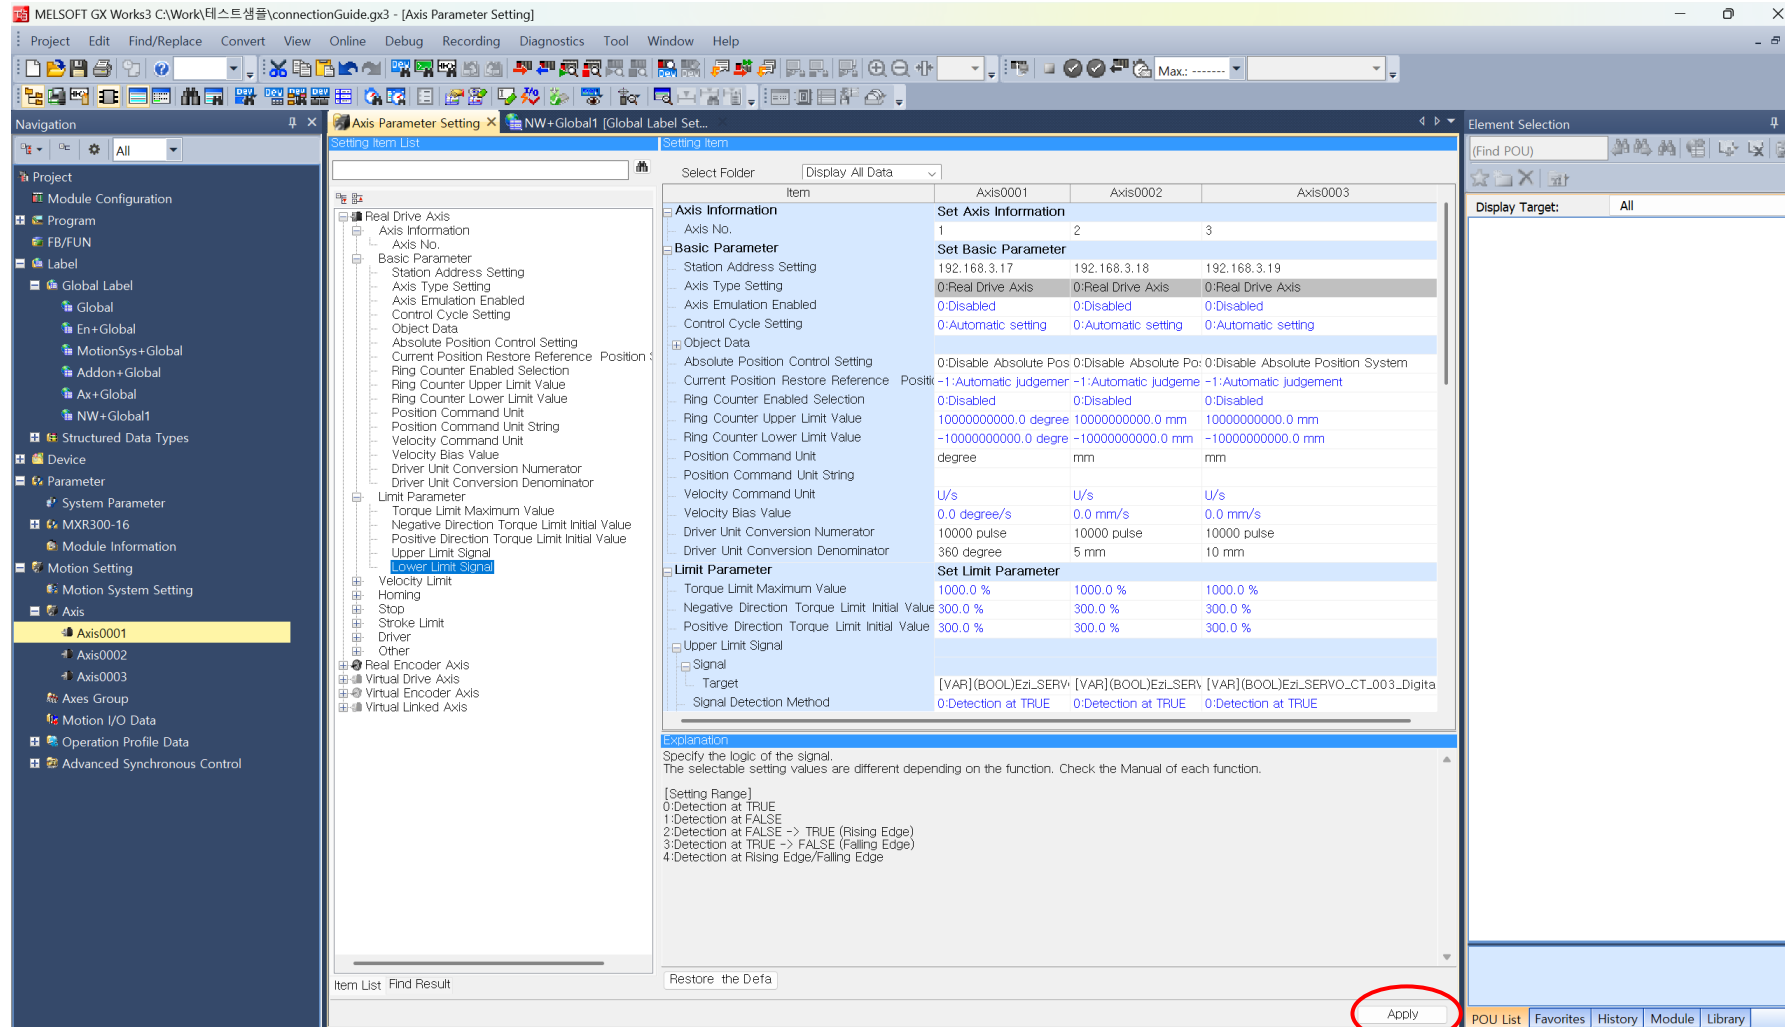 MELSOFT GX Works3 C:\Work\테스트샘플\connectionGuide.gx3 - [Axis Parameter Setting]
Project Edit Find/Replace Convert View Online Debug Recording Diagnostics Tool Window Help
Max.: -------
Navigation
All
Project
Module Configuration
Program
FB/FUN
Label
Global Label
Global
En+Global
MotionSys+Global
Addon+Global
Ax+Global
NW+Global1
Structured Data Types
Device
Parameter
System Parameter
MXR300-16
Module Information
Motion Setting
Motion System Setting
Axis
Axis0001
Axis0002
Axis0003
Axes Group
Motion I/O Data
Operation Profile Data
Advanced Synchronous Control
Axis Parameter Setting NW+Global1 [Global Label Set...
Setting Item List
Real Drive Axis
Axis Information
Axis No.
Basic Parameter
Station Address Setting
Axis Type Setting
Axis Emulation Enabled
Control Cycle Setting
Object Data
Absolute Position Control Setting
Current Position Restore Reference Position S
Ring Counter Enabled Selection
Ring Counter Upper Limit Value
Ring Counter Lower Limit Value
Position Command Unit
Position Command Unit String
Velocity Command Unit
Velocity Bias Value
Driver Unit Conversion Numerator
Driver Unit Conversion Denominator
Limit Parameter
Torque Limit Maximum Value
Negative Direction Torque Limit Initial Value
Positive Direction Torque Limit Initial Value
Upper Limit Signal
Lower Limit Signal
Velocity Limit
Homing
Stop
Stroke Limit
Driver
Other
Real Encoder Axis
Virtual Drive Axis
Virtual Encoder Axis
Virtual Linked Axis
Item List Find Result
Setting Item
Select Folder Display All Data
Item Axis0001 Axis0002 Axis0003
Axis Information Set Axis Information
Axis No. 1 2 3
Basic Parameter Set Basic Parameter
Station Address Setting 192.168.3.17 192.168.3.18 192.168.3.19
Axis Type Setting 0:Real Drive Axis 0:Real Drive Axis 0:Real Drive Axis
Axis Emulation Enabled 0:Disabled 0:Disabled 0:Disabled
Control Cycle Setting 0:Automatic setting 0:Automatic setting 0:Automatic setting
Object Data
Absolute Position Control Setting 0:Disable Absolute Pos 0:Disable Absolute Po 0:Disable Absolute Position System
Current Position Restore Reference Positi -1:Automatic judgemer -1:Automatic judgeme -1:Automatic judgement
Ring Counter Enabled Selection 0:Disabled 0:Disabled 0:Disabled
Ring Counter Upper Limit Value 10000000000.0 degree 10000000000.0 mm 10000000000.0 mm
Ring Counter Lower Limit Value -10000000000.0 degre -10000000000.0 mm -10000000000.0 mm
Position Command Unit degree mm mm
Position Command Unit String
Velocity Command Unit U/s U/s U/s
Velocity Bias Value 0.0 degree/s 0.0 mm/s 0.0 mm/s
Driver Unit Conversion Numerator 10000 pulse 10000 pulse 10000 pulse
Driver Unit Conversion Denominator 360 degree 5 mm 10 mm
Limit Parameter Set Limit Parameter
Torque Limit Maximum Value 1000.0 % 1000.0 % 1000.0 %
Negative Direction Torque Limit Initial Value 300.0 % 300.0 % 300.0 %
Positive Direction Torque Limit Initial Value 300.0 % 300.0 % 300.0 %
Upper Limit Signal
Signal
Target [VAR](BOOL)Ezi_SERV [VAR](BOOL)Ezi_SERV [VAR](BOOL)Ezi_SERVO_CT_003_Digita
Signal Detection Method 0:Detection at TRUE 0:Detection at TRUE 0:Detection at TRUE
Explanation
Specify the logic of the signal.
The selectable setting values are different depending on the function. Check the Manual of each function.
[Setting Range]
0:Detection at TRUE
1:Detection at FALSE
2:Detection at FALSE -> TRUE (Rising Edge)
3:Detection at TRUE -> FALSE (Falling Edge)
4:Detection at Rising Edge/Falling Edge
Restore the Defa
Apply
Element Selection
(Find POU)
Display Target: All
POU List Favorites History Module Library